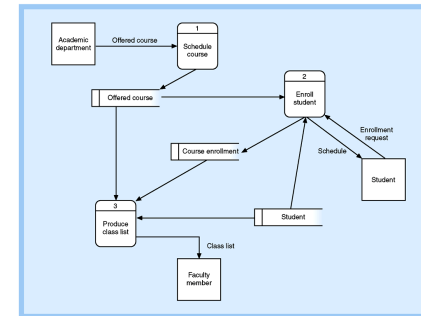 Academic
department
Offered course
1
Schedule
course
Offered course
2
Enroll
student
Enrollment
request
Course enrollment
Schedule
Student
3
Produce
class list
Student
Class list
Faculty
member